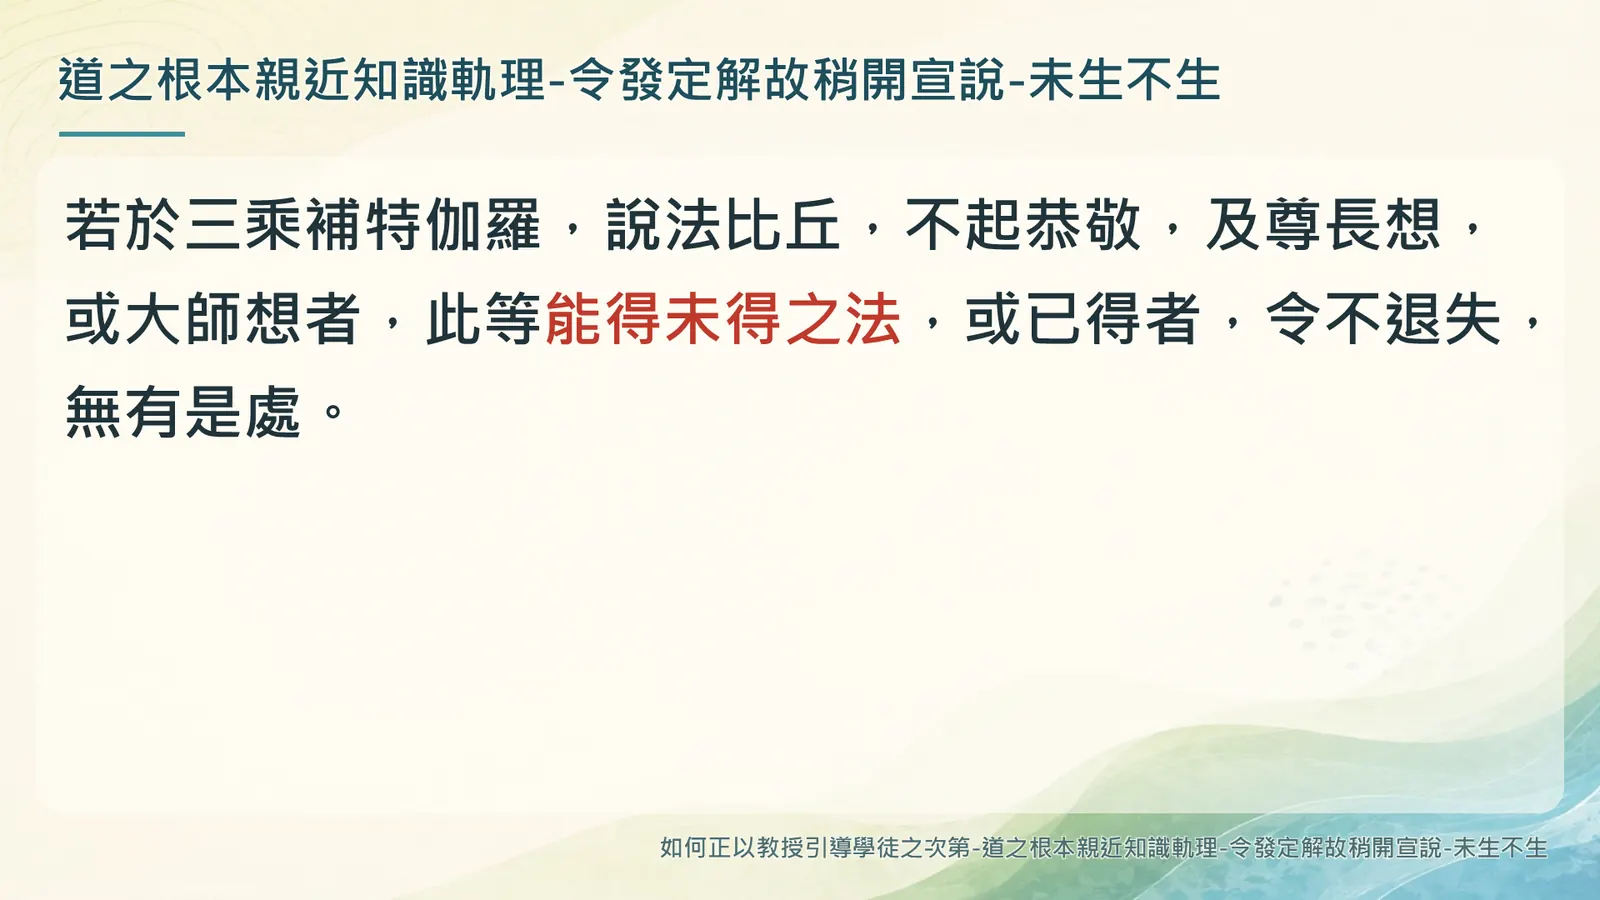 道之根本親近知識軌理-令發定解故稍開宣說-未生不生
若於三乘補特伽羅，說法比丘，不起恭敬，及尊長想，
或大師想者，此等能得未得之法，或已得者，令不退失，
無有是處。
如何正以教授引導學徒之次第-道之根本親近知識軌理-令發定解故稍開宣說-未生不生